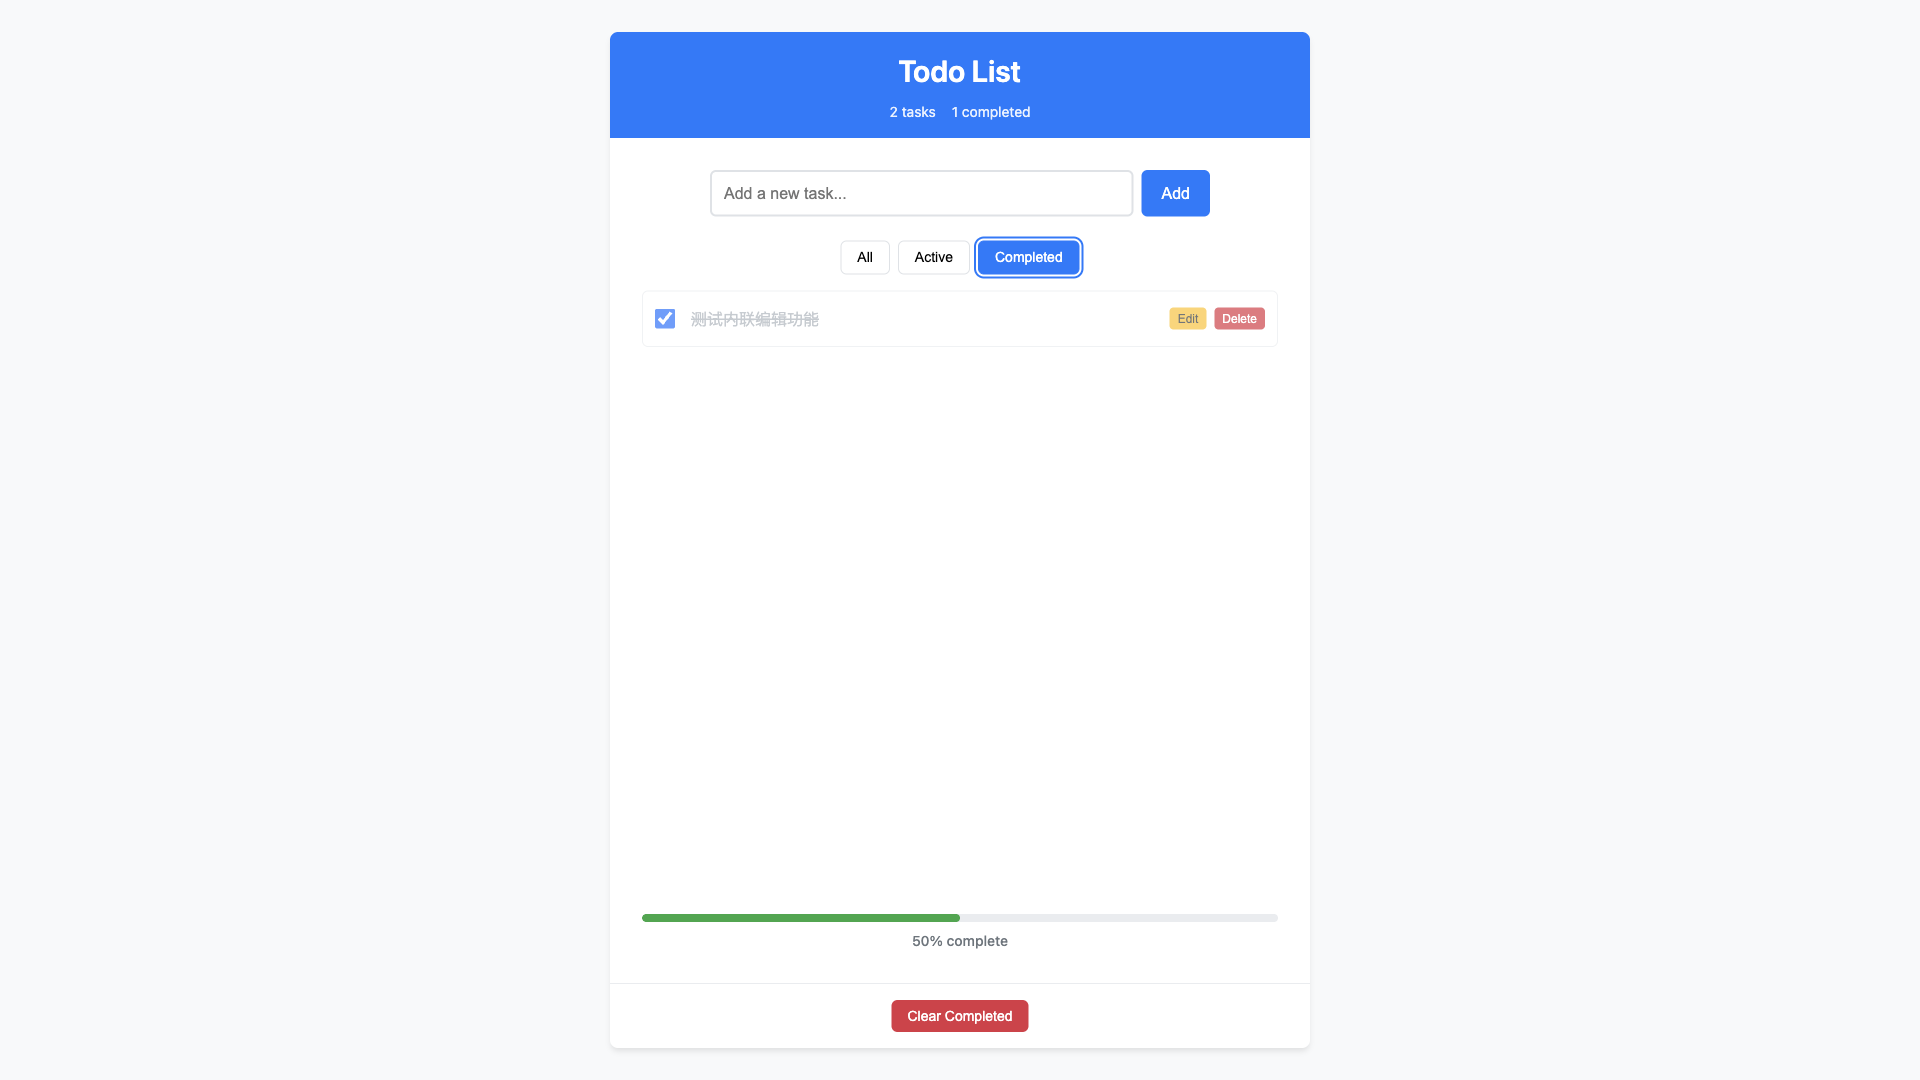 Todo List
2 tasks 1 completed
Add a new task... Add
All Active Completed
测试内联编辑功能 Edit Delete
50% complete
Clear Completed